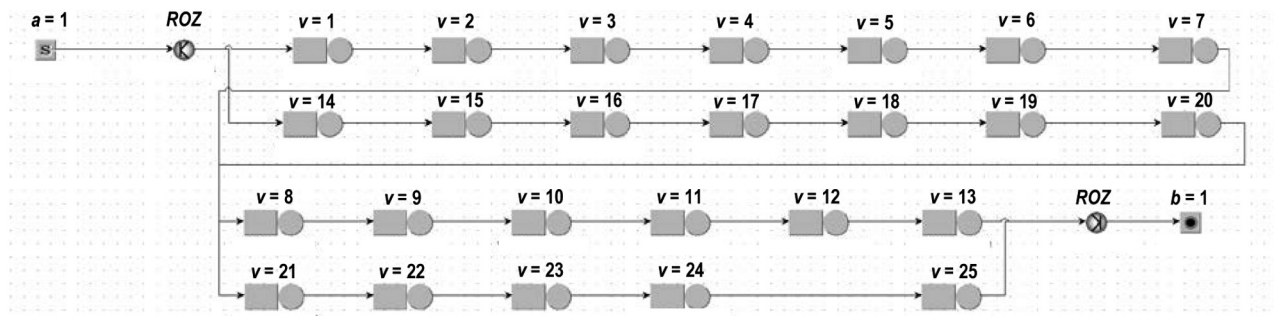 a = 1 ROZ v = 1 v = 2 v = 3 v = 4 v = 5 v = 6 v = 7
S K
v = 14 v = 15 v = 16 v = 17 v = 18 v = 19 v = 20
v = 8 v = 9 v = 10 v = 11 v = 12 v = 13 ROZ b = 1
K
v = 21 v = 22 v = 23 v = 24 v = 25